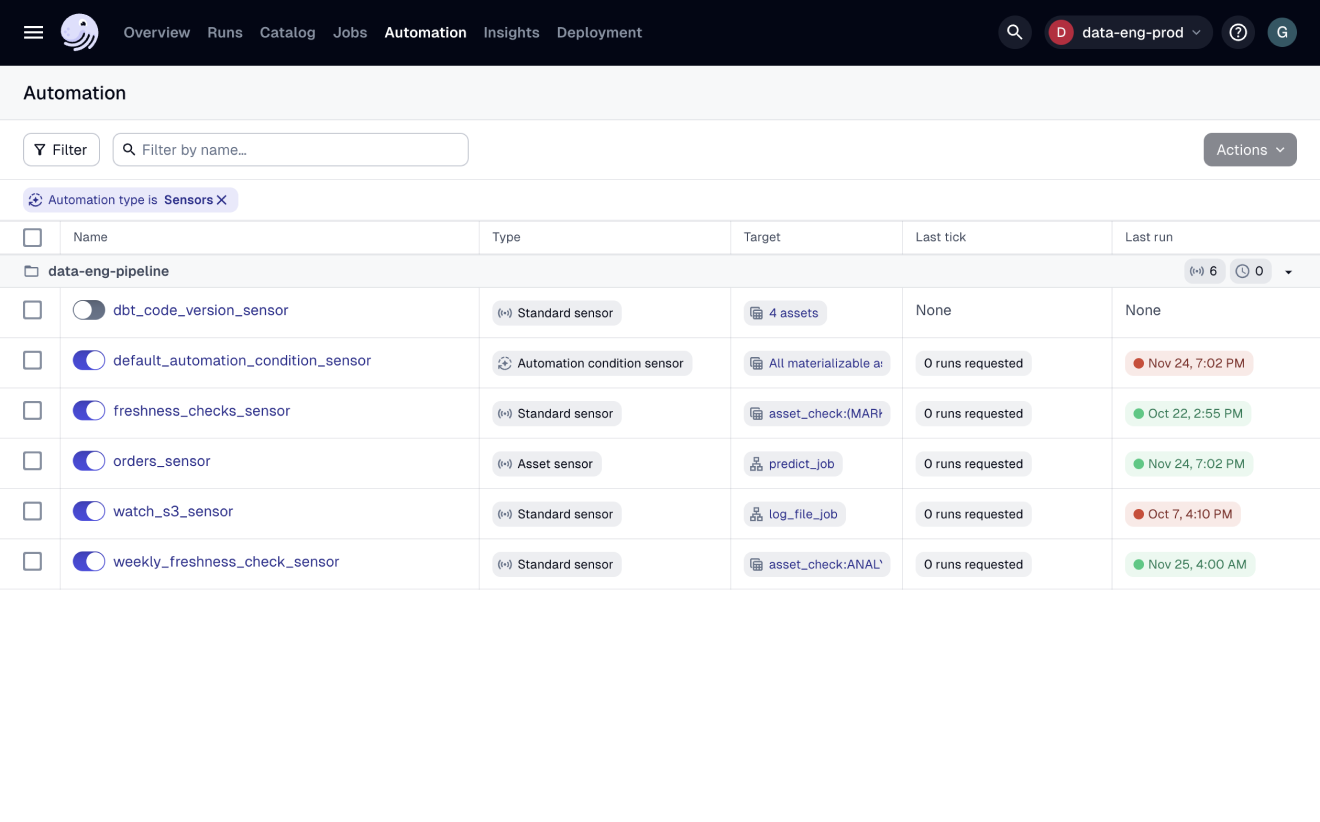 Overview Runs Catalog Jobs Automation Insights Deployment D data-eng-prod G
Automation
Filter Filter by name... Actions
Automation type is Sensors
Name Type Target Last tick Last run
data-eng-pipeline 6 0
dbt_code_version_sensor Standard sensor 4 assets None None
default_automation_condition_sensor Automation condition sensor All materializable as 0 runs requested Nov 24, 7:02 PM
freshness_checks_sensor Standard sensor asset_check:(MARK 0 runs requested Oct 22, 2:55 PM
orders_sensor Asset sensor predict_job 0 runs requested Nov 24, 7:02 PM
watch_s3_sensor Standard sensor log_file_job 0 runs requested Oct 7, 4:10 PM
weekly_freshness_check_sensor Standard sensor asset_check:ANALY 0 runs requested Nov 25, 4:00 AM